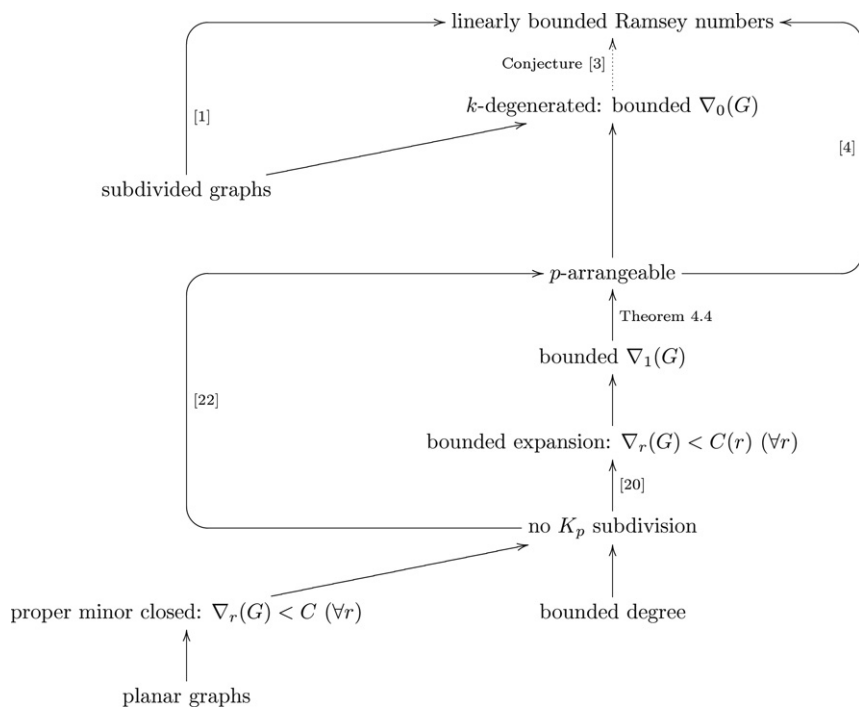 linearly bounded Ramsey numbers
Conjecture [3]
k-degenerated: bounded ∇₀(G)
[1]
[4]
subdivided graphs
p-arrangeable
Theorem 4.4
bounded ∇₁(G)
[22]
bounded expansion: ∇ᵣ(G) < C(r) (∀r)
[20]
no Kₚ subdivision
proper minor closed: ∇ᵣ(G) < C (∀r)
bounded degree
planar graphs